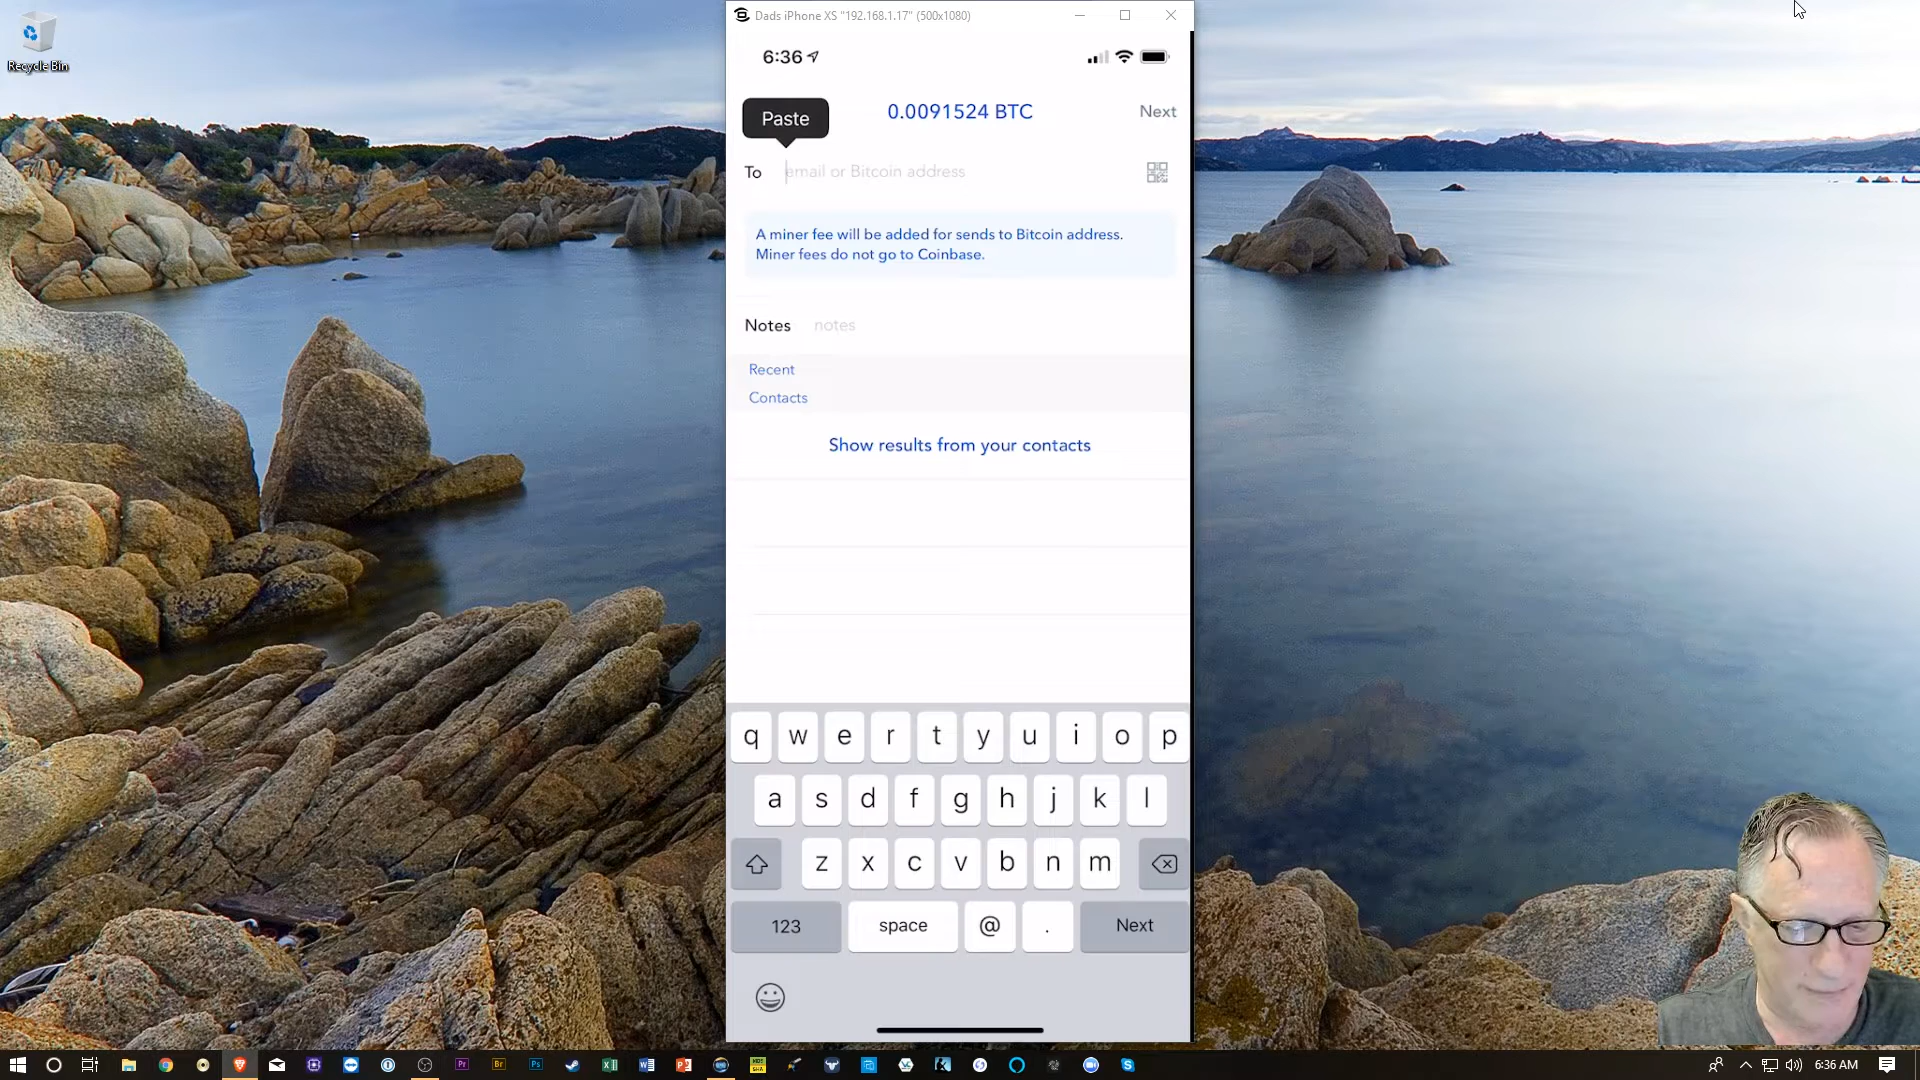 Recycle Bin
Dads iPhone XS "192.168.1.17" (500x1080)
6:36
Paste
0.0091524 BTC
Next
To
email or Bitcoin address
A miner fee will be added for sends to Bitcoin address.
Miner fees do not go to Coinbase.
Notes
notes
Recent
Contacts
Show results from your contacts
q w e r t y u i o p
a s d f g h j k l
z x c v b n m
123 space @ . Next
6:36 AM